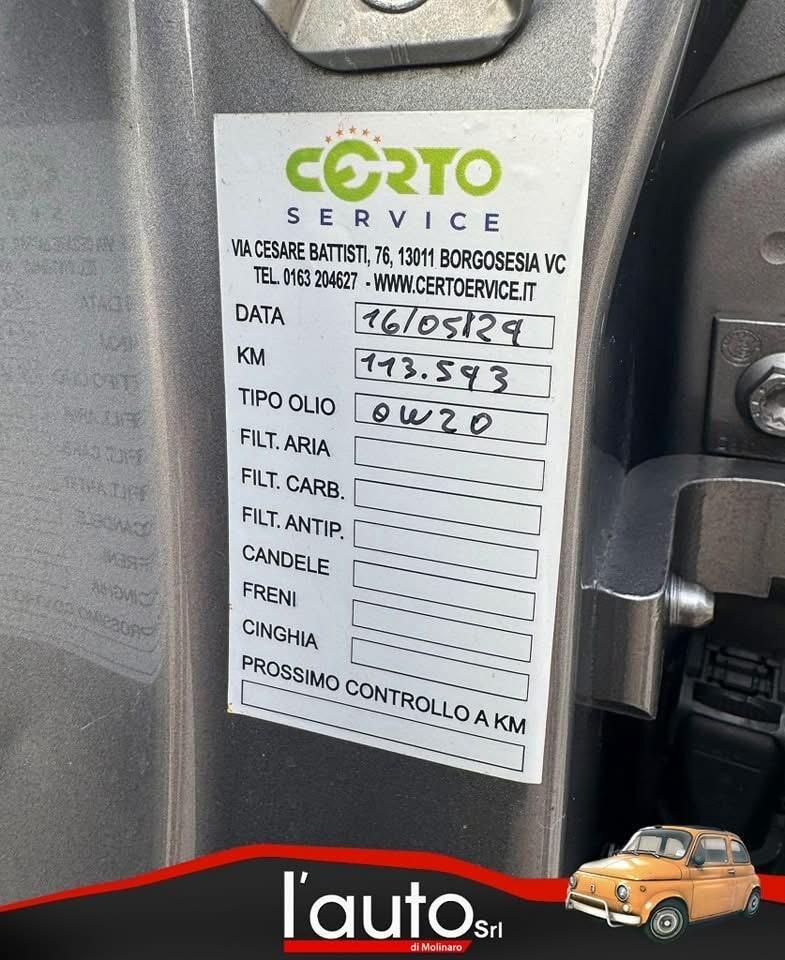 CERTO
SERVICE
VIA CESARE BATTISTI, 76, 13011 BORGOSESIA VC
TEL. 0163 204627 - WWW.CERTOERVICE.IT
DATA 16/05/24
KM 113.543
TIPO OLIO 0W20
FILT. ARIA
FILT. CARB.
FILT. ANTIP.
CANDELE
FRENI
CINGHIA
PROSSIMO CONTROLLO A KM
l'auto Srl
di Molinaro